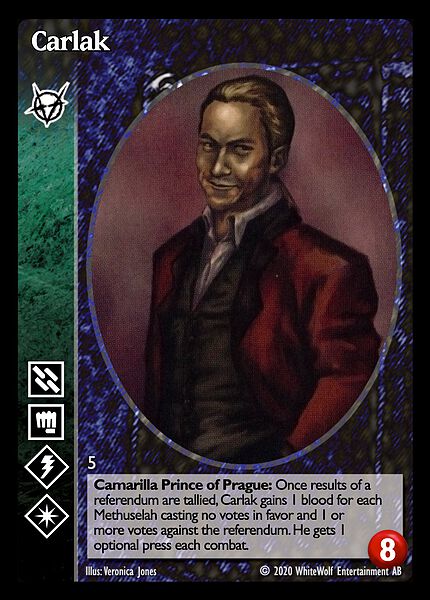 Carlak
5
Camarilla Prince of Prague: Once results of a
referendum are tallied, Carlak gains 1 blood for each
Methuselah casting no votes in favor and 1 or
more votes against the referendum. He gets 1
optional press each combat.
8
Illus: Veronica Jones
© 2020 WhiteWolf Entertainment AB